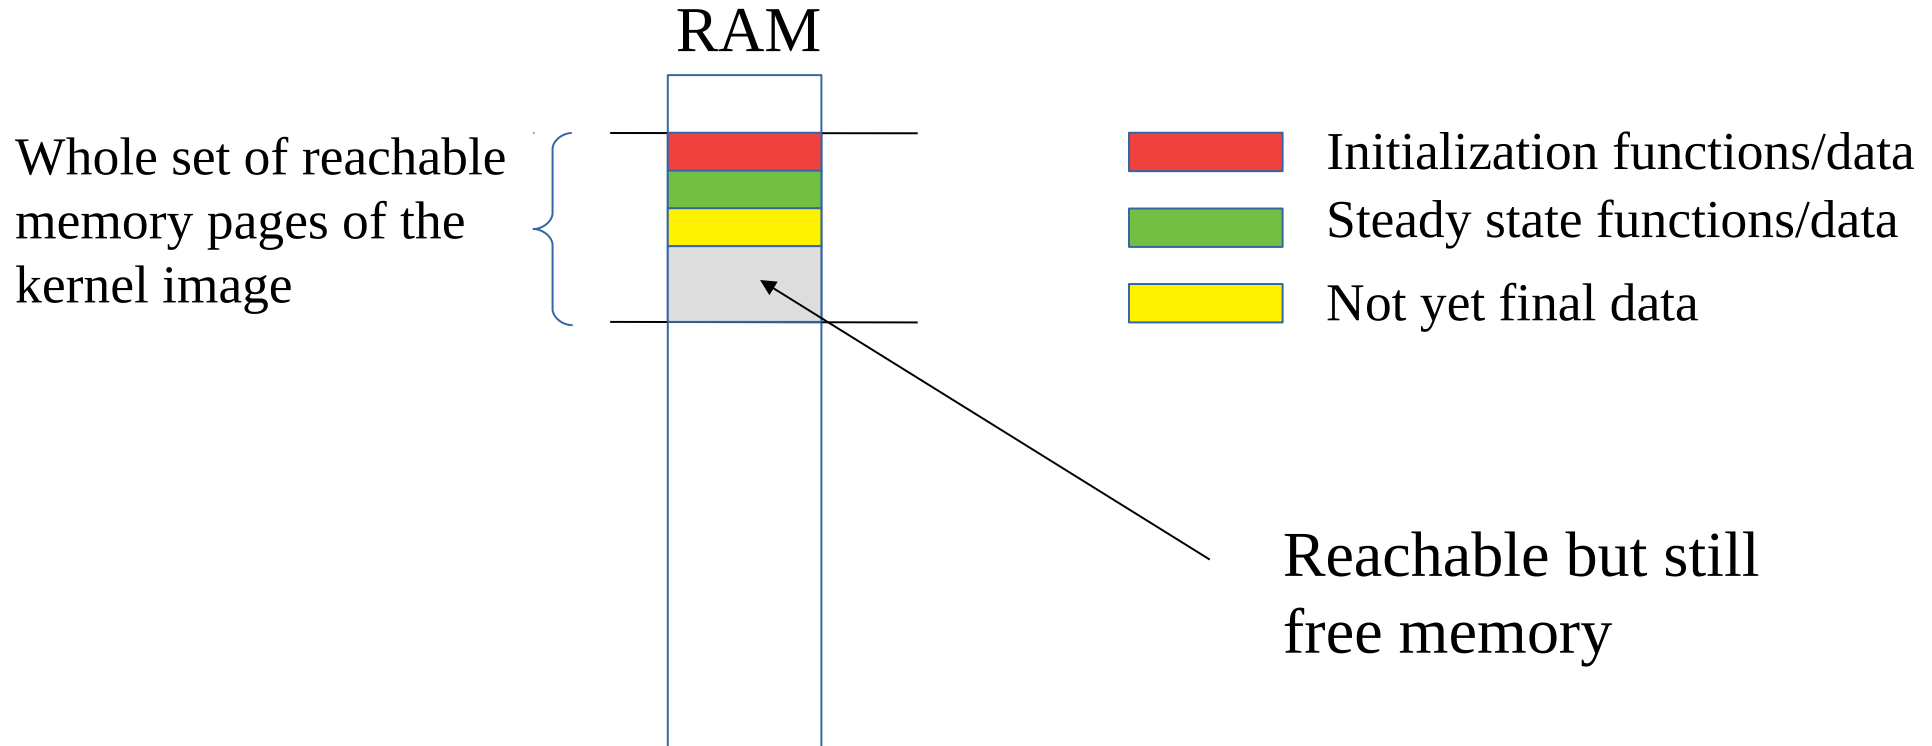 RAM
Whole set of reachable
memory pages of the
kernel image
Initialization functions/data
Steady state functions/data
Not yet final data
Reachable but still
free memory